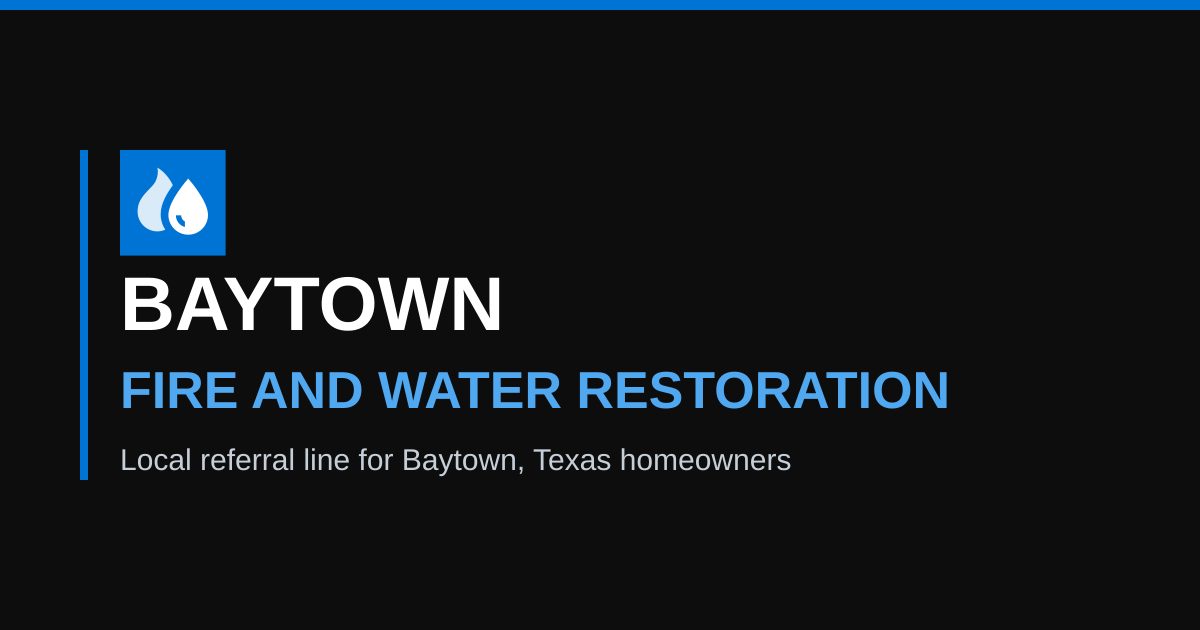 BAYTOWN
FIRE AND WATER RESTORATION
Local referral line for Baytown, Texas homeowners